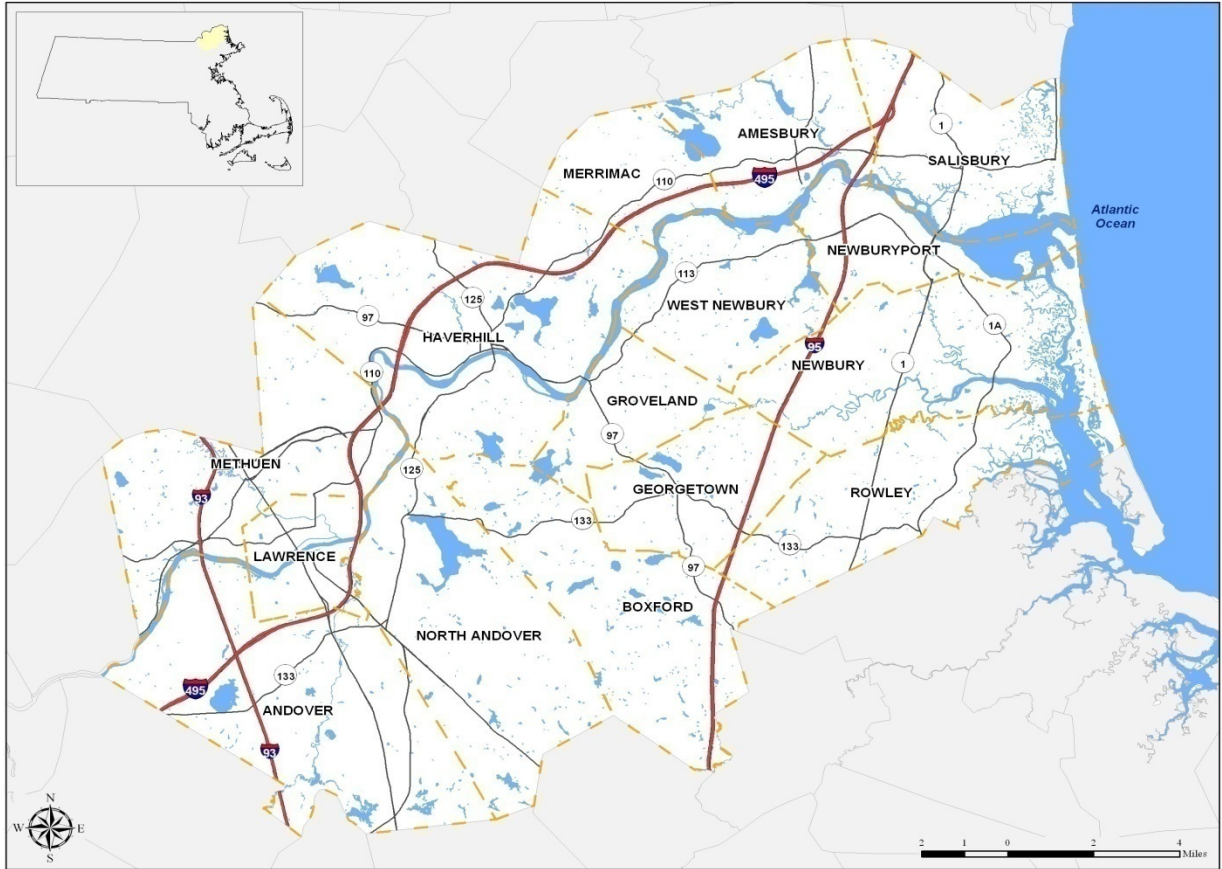 AMESBURY
1
MERRIMAC
110
495
SALISBURY
Atlantic
Ocean
NEWBURYPORT
113
125
97
WEST NEWBURY
HAVERHILL
1A
95
NEWBURY
1
110
GROVELAND
97
METHUEN
125
93
GEORGETOWN
ROWLEY
133
133
LAWRENCE
97
BOXFORD
NORTH ANDOVER
133
495
ANDOVER
93
N
W E
S
2 1 0 2 4
Miles